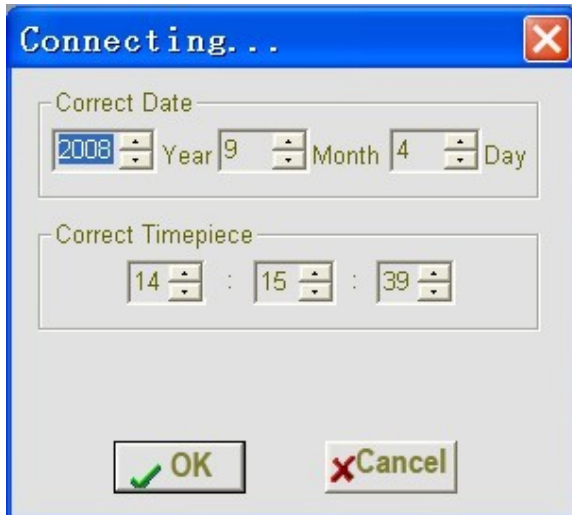 Connecting...
Correct Date
2008 Year 9 Month 4 Day
Correct Timepiece
14 : 15 : 39
OK Cancel